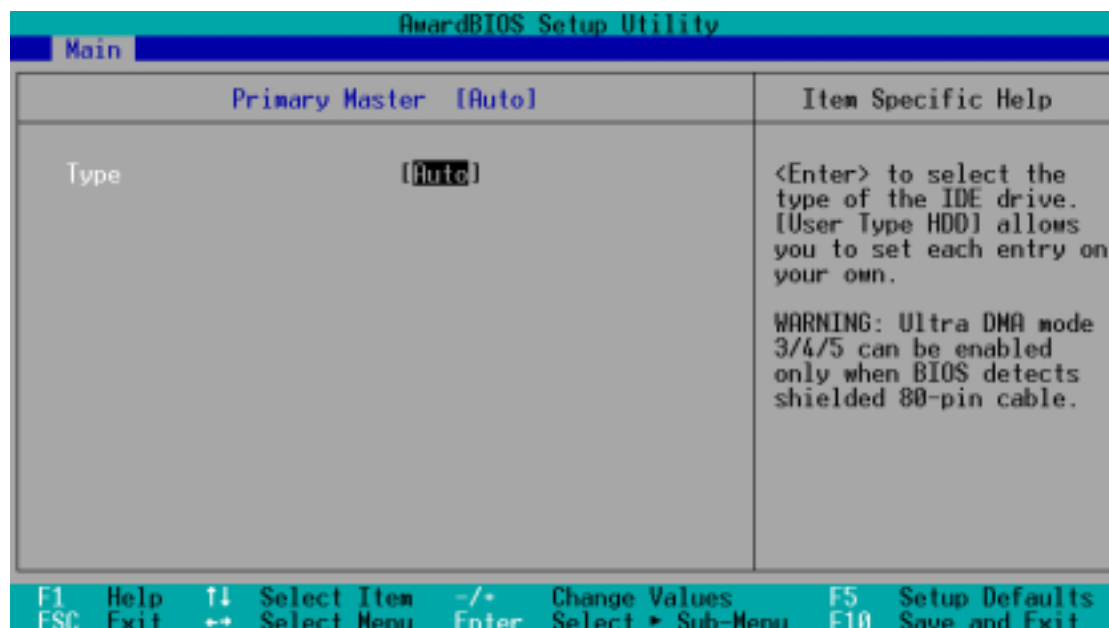 AwardBIOS Setup Utility
Main
Primary Master [Auto]
Item Specific Help
Type [Auto]
<Enter> to select the
type of the IDE drive.
[User Type HDD] allows
you to set each entry on
your own.
WARNING: Ultra DMA mode
3/4/5 can be enabled
only when BIOS detects
shielded 80-pin cable.
F1 Help ↑↓ Select Item -/+ Change Values F5 Setup Defaults
ESC Exit ←→ Select Menu Enter Select ► Sub-Menu F10 Save and Exit